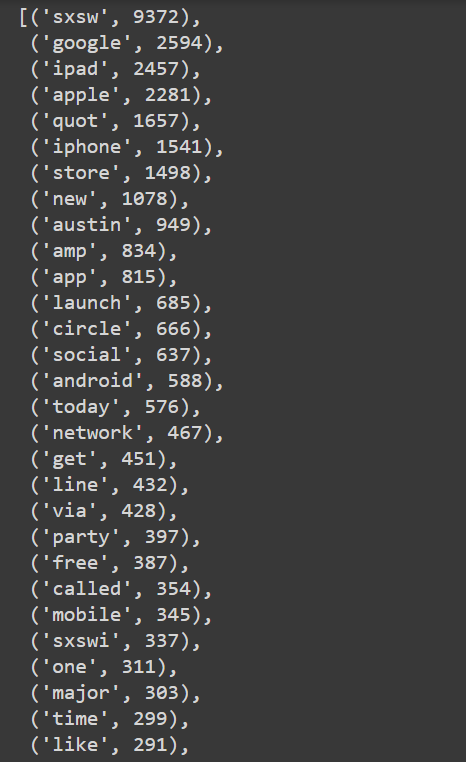 [('sxsw', 9372),
('google', 2594),
('ipad', 2457),
('apple', 2281),
('quot', 1657),
('iphone', 1541),
('store', 1498),
('new', 1078),
('austin', 949),
('amp', 834),
('app', 815),
('launch', 685),
('circle', 666),
('social', 637),
('android', 588),
('today', 576),
('network', 467),
('get', 451),
('line', 432),
('via', 428),
('party', 397),
('free', 387),
('called', 354),
('mobile', 345),
('sxswi', 337),
('one', 311),
('major', 303),
('time', 299),
('like', 291),